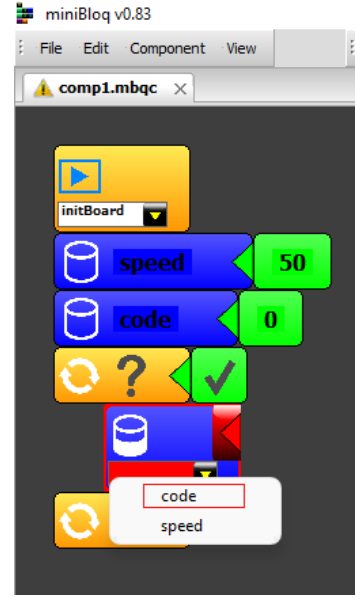 miniBloq v0.83
File Edit Component View
comp1.mbqc
initBoard
speed 50
code 0
?
code
speed